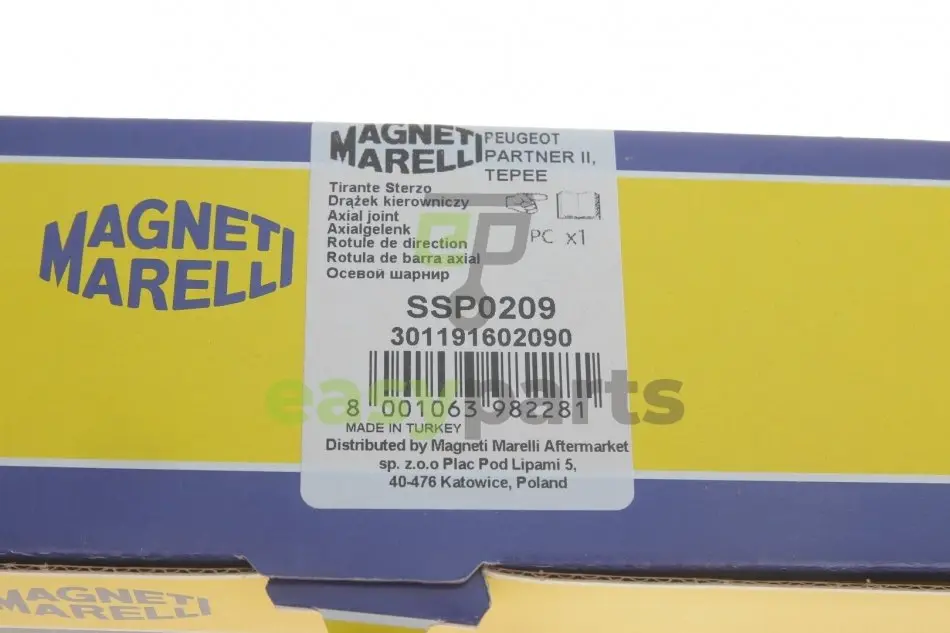 MAGNETI
MARELLI
MAGNETI
MARELLI
PEUGEOT
PARTNER II,
TEPEE
Tirante Sterzo
Drążek kierowniczy
Axial joint
Axialgelenk
Rotule de direction
Rotula de barra axial
Осевой шарнир
PC x1
SSP0209
301191602090
8 001063 982281
MADE IN TURKEY
Distributed by Magneti Marelli Aftermarket
sp. z.o.o Plac Pod Lipami 5,
40-476 Katowice, Poland
easyparts
MAGNETI
MARELLI